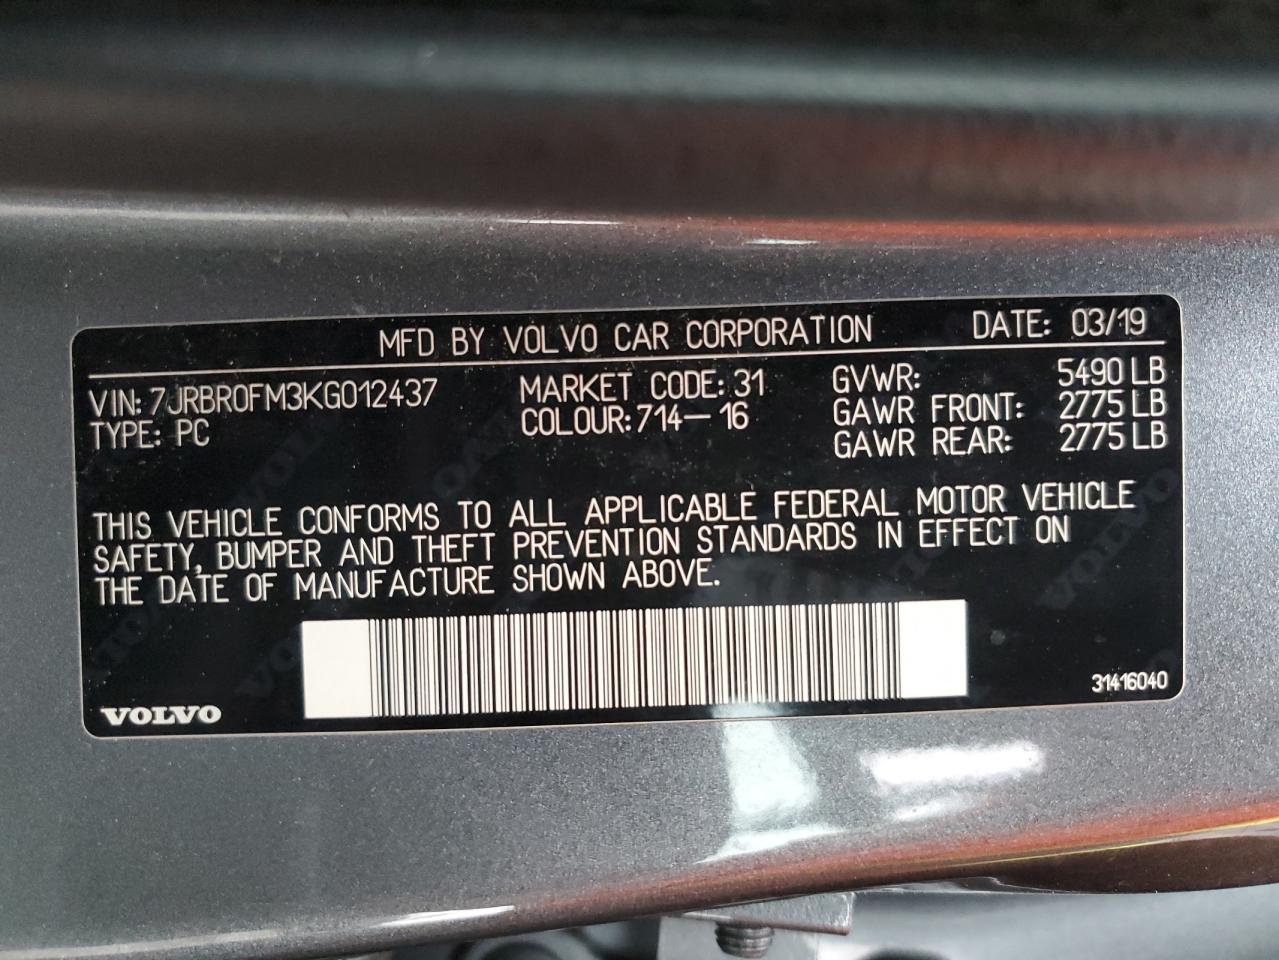 MFD BY VOLVO CAR CORPORATION DATE: 03/19
VIN: 7JRBR0FM3KG012437 MARKET CODE: 31 GVWR: 5490 LB
TYPE: PC COLOUR: 714-16 GAWR FRONT: 2775 LB
GAWR REAR: 2775 LB
THIS VEHICLE CONFORMS TO ALL APPLICABLE FEDERAL MOTOR VEHICLE
SAFETY, BUMPER AND THEFT PREVENTION STANDARDS IN EFFECT ON
THE DATE OF MANUFACTURE SHOWN ABOVE.
VOLVO 31416040